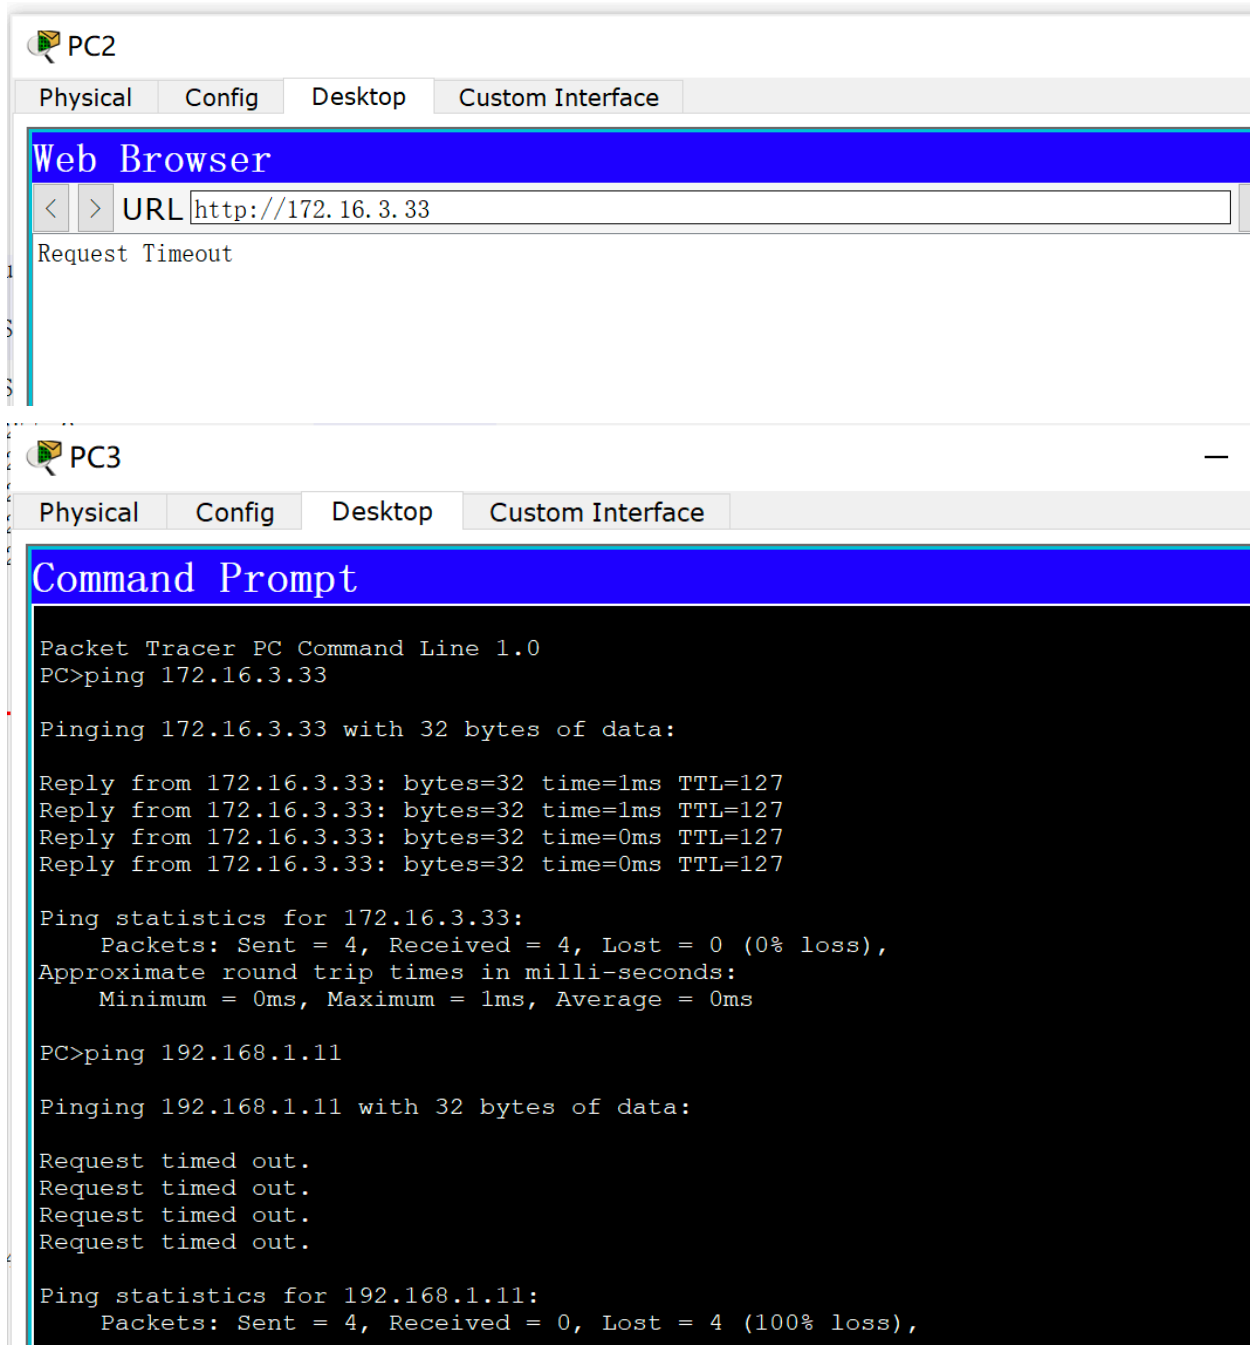 PC2
Physical Config Desktop Custom Interface
Web Browser
< > URL http://172.16.3.33
Request Timeout
PC3
Physical Config Desktop Custom Interface
Command Prompt
Packet Tracer PC Command Line 1.0
PC>ping 172.16.3.33
Pinging 172.16.3.33 with 32 bytes of data:
Reply from 172.16.3.33: bytes=32 time=1ms TTL=127
Reply from 172.16.3.33: bytes=32 time=1ms TTL=127
Reply from 172.16.3.33: bytes=32 time=0ms TTL=127
Reply from 172.16.3.33: bytes=32 time=0ms TTL=127
Ping statistics for 172.16.3.33:
Packets: Sent = 4, Received = 4, Lost = 0 (0% loss),
Approximate round trip times in milli-seconds:
Minimum = 0ms, Maximum = 1ms, Average = 0ms
PC>ping 192.168.1.11
Pinging 192.168.1.11 with 32 bytes of data:
Request timed out.
Request timed out.
Request timed out.
Request timed out.
Ping statistics for 192.168.1.11:
Packets: Sent = 4, Received = 0, Lost = 4 (100% loss),